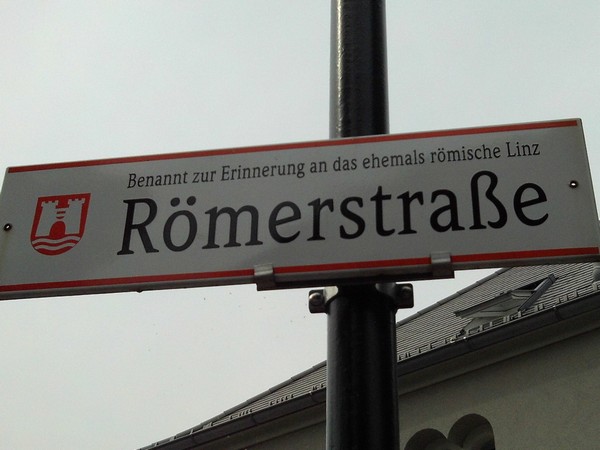 Benannt zur Erinnerung an das ehemals römische Linz
Römerstraße